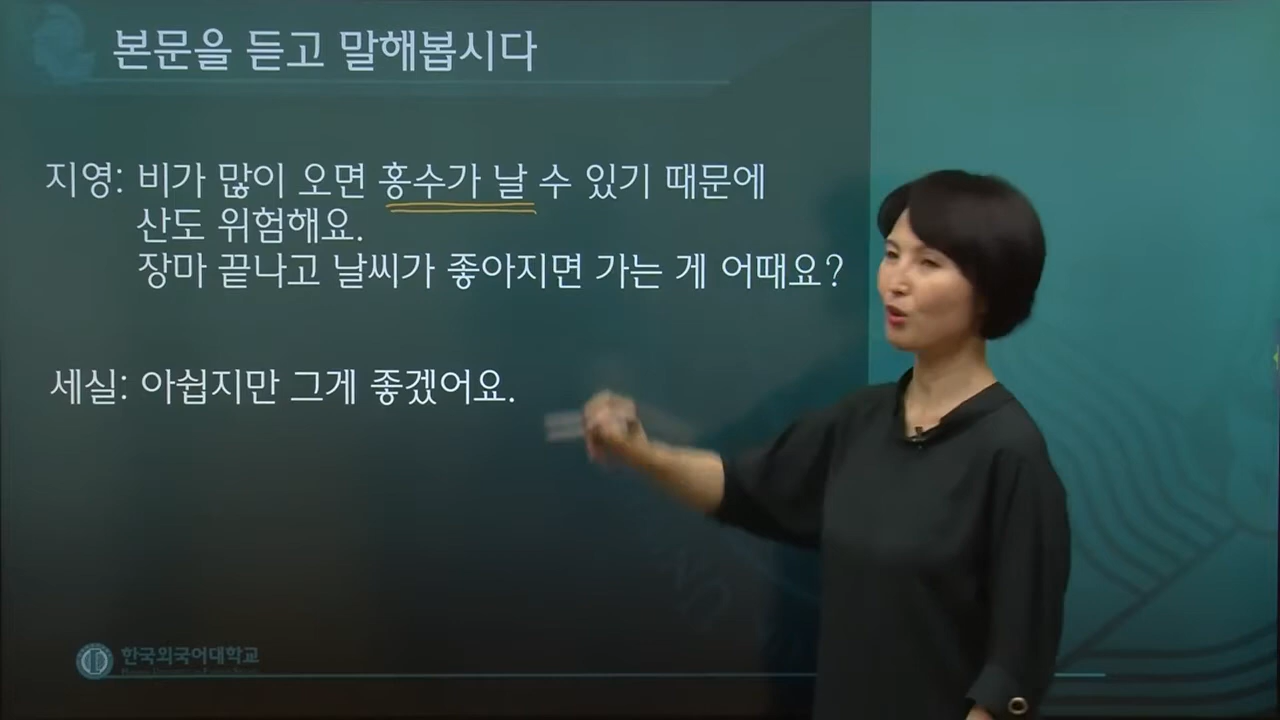 본문을 듣고 말해봅시다
지영: 비가 많이 오면 홍수가 날 수 있기 때문에
산도 위험해요.
장마 끝나고 날씨가 좋아지면 가는 게 어때요?
세실: 아쉽지만 그게 좋겠어요.
한국외국어대학교